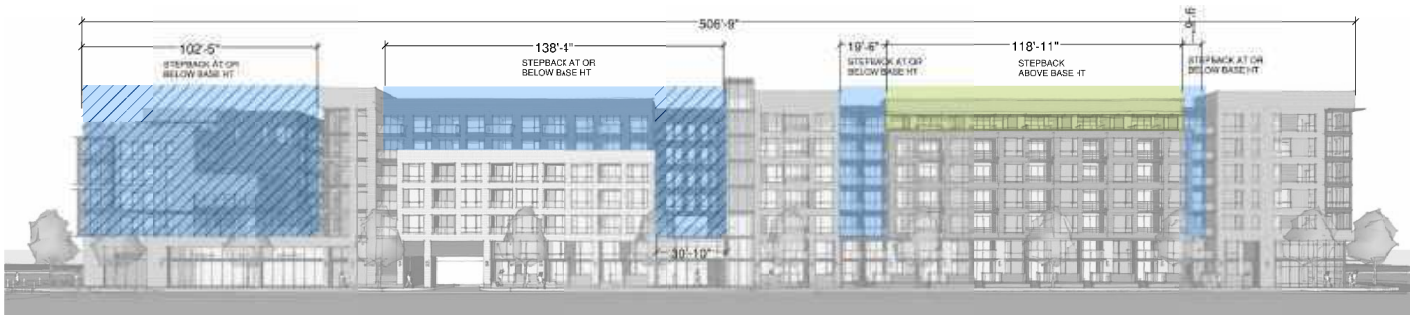 506'-9"
102'-5"
STEPBACK AT OR
BELOW BASE HT
138'-4"
STEPBACK AT OR
BELOW BASE HT
19'-6"
STEPBACK AT OR
BELOW BASE HT
118'-11"
STEPBACK
ABOVE BASE HT
STEPBACK AT OR
BELOW BASE HT
30'-10"